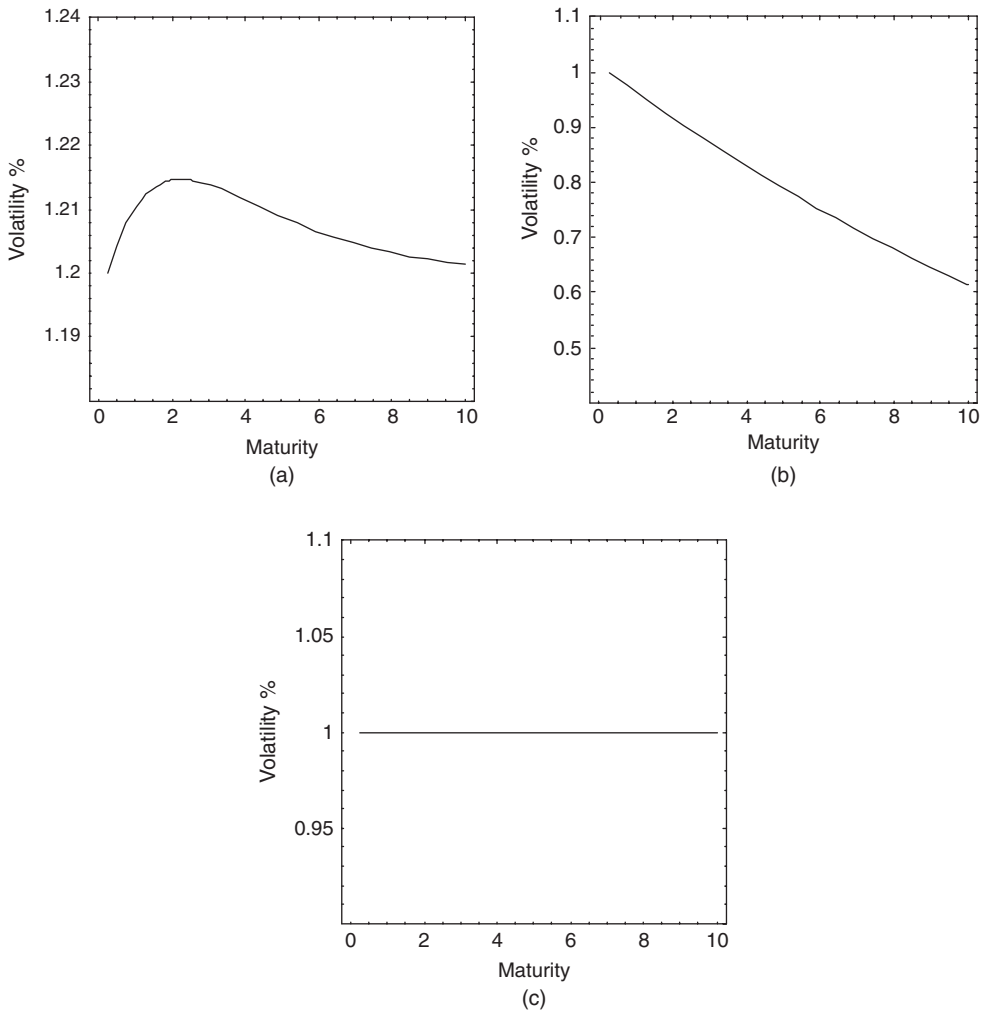 1.24
1.23
1.22
1.21
1.2
1.19
Volatility %
0 2 4 6 8 10
Maturity
(a)
1.1
1
0.9
0.8
0.7
0.6
0.5
Volatility %
0 2 4 6 8 10
Maturity
(b)
1.1
1.05
1
0.95
Volatility %
0 2 4 6 8 10
Maturity
(c)